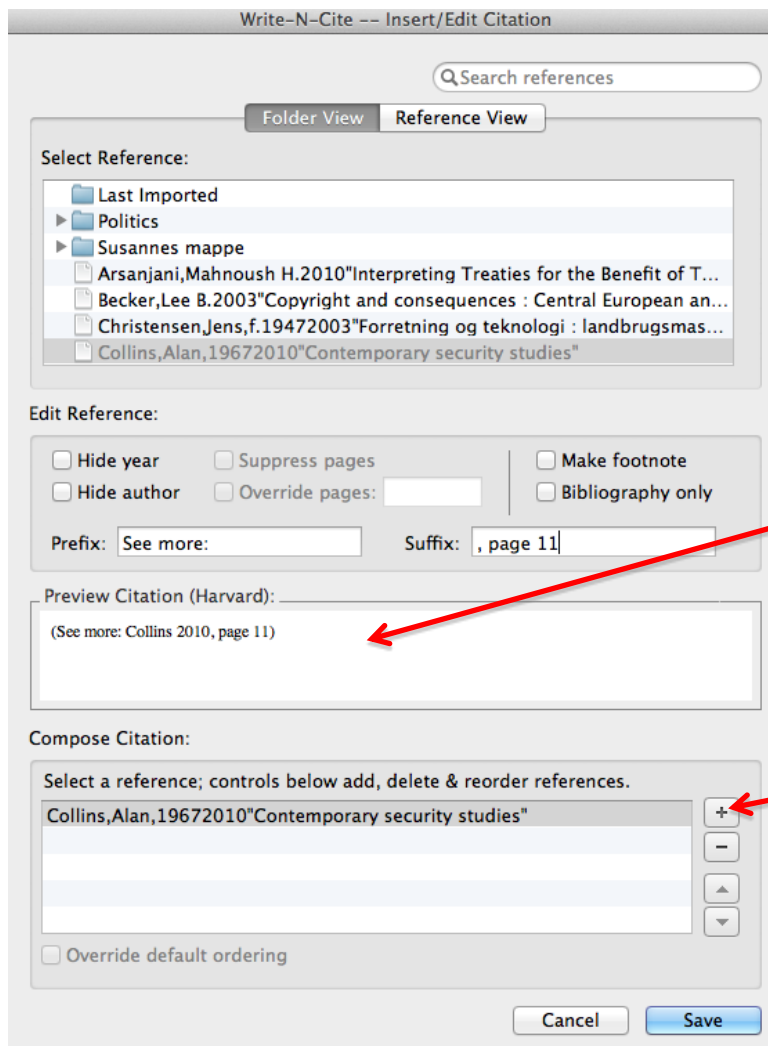 Write-N-Cite -- Insert/Edit Citation
Search references
Folder View Reference View
Select Reference:
Last Imported
Politics
Susannes mappe
Arsanjani,Mahnoush H.2010"Interpreting Treaties for the Benefit of T...
Becker,Lee B.2003"Copyright and consequences : Central European an...
Christensen,Jens,f.19472003"Forretning og teknologi : landbrugsmas...
Collins,Alan,19672010"Contemporary security studies"
Edit Reference:
Hide year Suppress pages Make footnote
Hide author Override pages: Bibliography only
Prefix: See more: Suffix: , page 11
Preview Citation (Harvard):
(See more: Collins 2010, page 11)
Compose Citation:
Select a reference; controls below add, delete & reorder references.
Collins,Alan,19672010"Contemporary security studies"
+
−
Override default ordering
Cancel Save